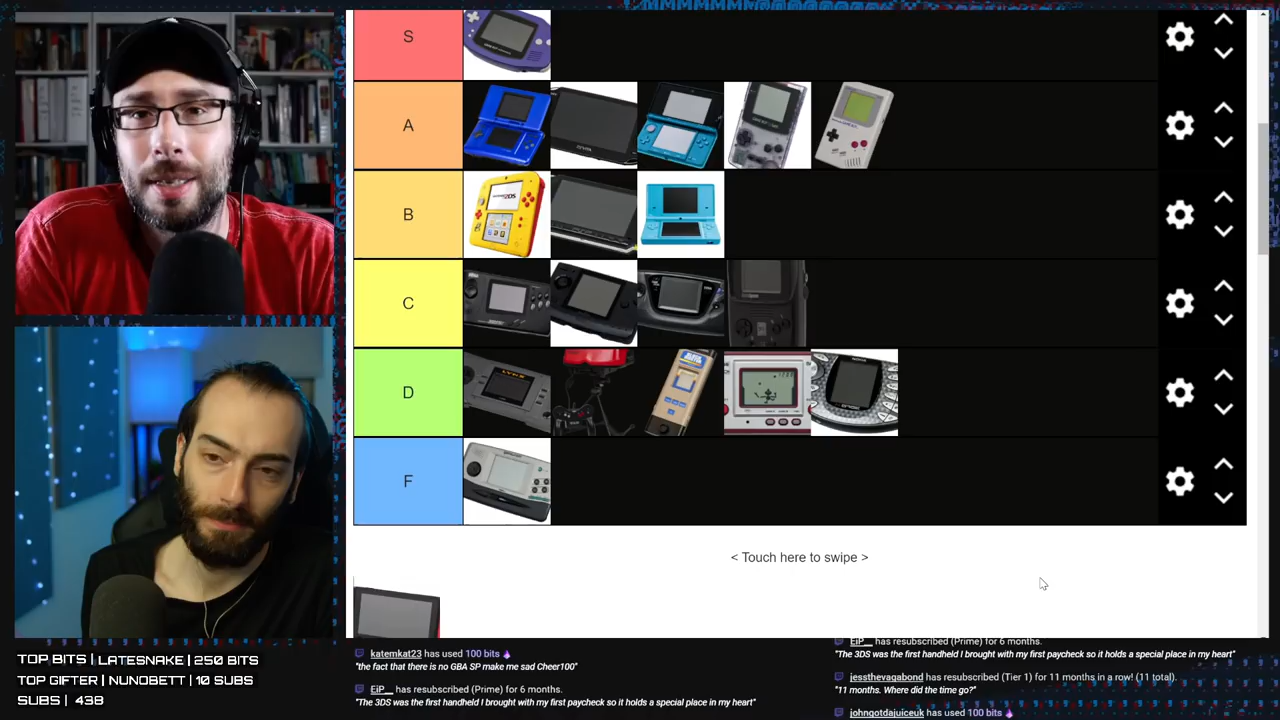 S
A
B
C
D
F
< Touch here to swipe >
TOP BITS | LATESNAKE | 250 BITS
TOP GIFTER | NUNOBETT | 10 SUBS
SUBS | 438
katemkat23 has used 100 bits
"the fact that there is no GBA SP make me sad Cheer100"
EiP__ has resubscribed (Prime) for 6 months.
"The 3DS was the first handheld I brought with my first paycheck so it holds a special place in my heart"
EiP__ has resubscribed (Prime) for 6 months.
"The 3DS was the first handheld I brought with my first paycheck so it holds a special place in my heart"
jessthevagabond has resubscribed (Tier 1) for 11 months in a row! (11 total).
"11 months. Where did the time go?"
johngotdajuiceuk has used 100 bits